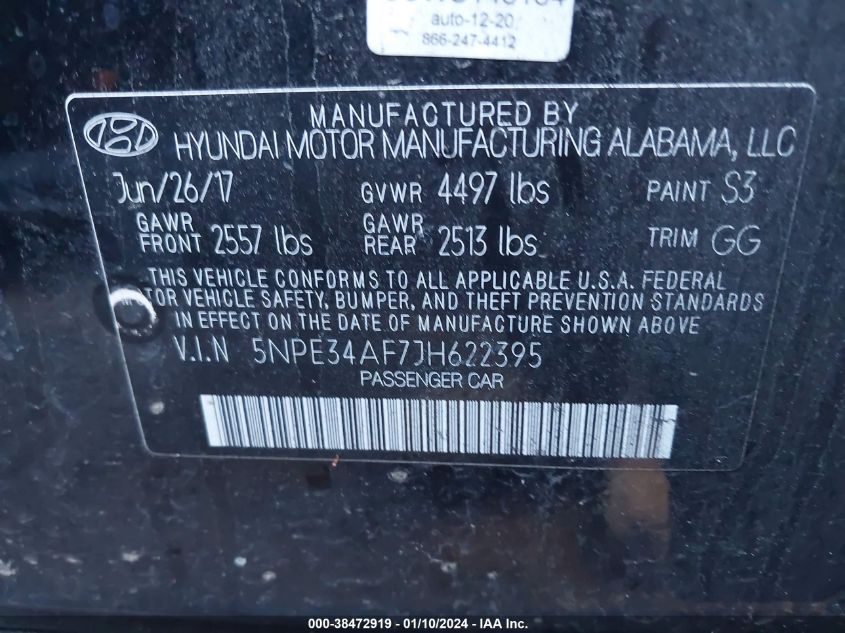 auto-12-20
866-247-4412
MANUFACTURED BY
HYUNDAI MOTOR MANUFACTURING ALABAMA, LLC
Jun/26/17 GVWR 4497 lbs PAINT S3
GAWR FRONT 2557 lbs GAWR REAR 2513 lbs TRIM GG
THIS VEHICLE CONFORMS TO ALL APPLICABLE U.S.A. FEDERAL
TOR VEHICLE SAFETY, BUMPER, AND THEFT PREVENTION STANDARDS
IN EFFECT ON THE DATE OF MANUFACTURE SHOWN ABOVE
V.I.N 5NPE34AF7JH622395
PASSENGER CAR
000-38472919 - 01/10/2024 - IAA Inc.